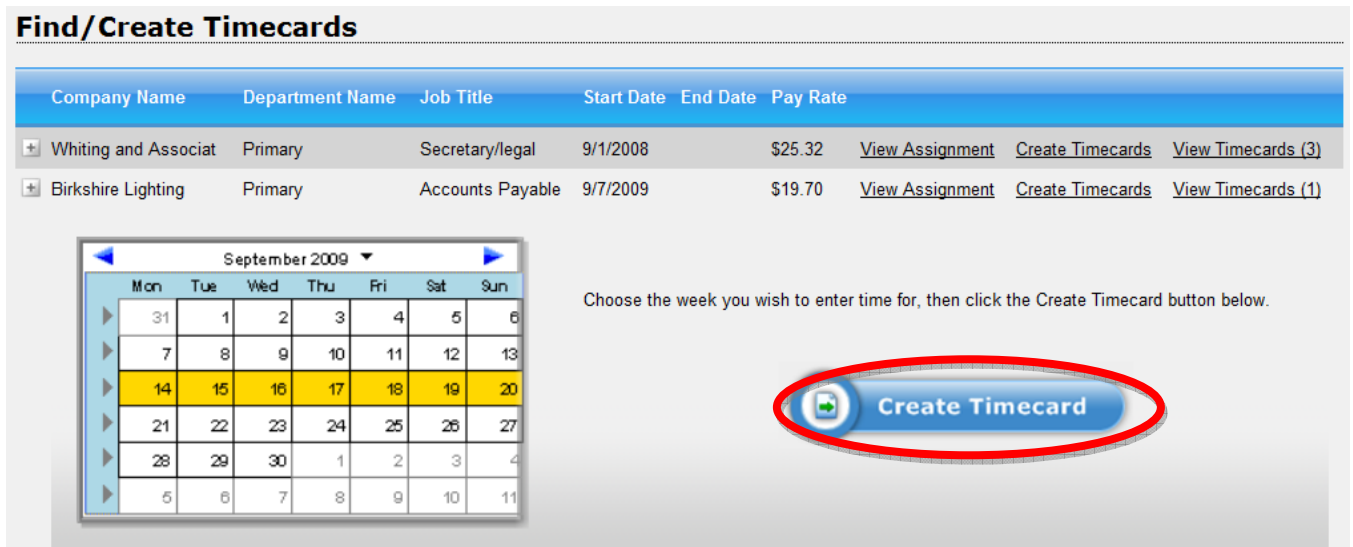 Find/Create Timecards
Company Name Department Name Job Title Start Date End Date Pay Rate
Whiting and Associat Primary Secretary/legal 9/1/2008 $25.32 View Assignment Create Timecards View Timecards (3)
Birkshire Lighting Primary Accounts Payable 9/7/2009 $19.70 View Assignment Create Timecards View Timecards (1)
September 2009
Mon Tue Wed Thu Fri Sat Sun
31 1 2 3 4 5 6
7 8 9 10 11 12 13
14 15 16 17 18 19 20
21 22 23 24 25 26 27
28 29 30 1 2 3 4
5 6 7 8 9 10 11
Choose the week you wish to enter time for, then click the Create Timecard button below.
Create Timecard